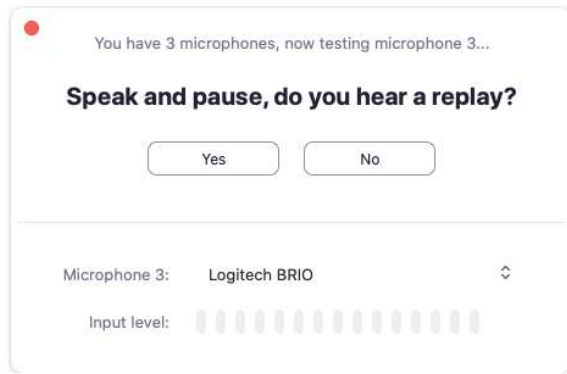 You have 3 microphones, now testing microphone 3...
Speak and pause, do you hear a replay?
Yes No
Microphone 3: Logitech BRIO
Input level: